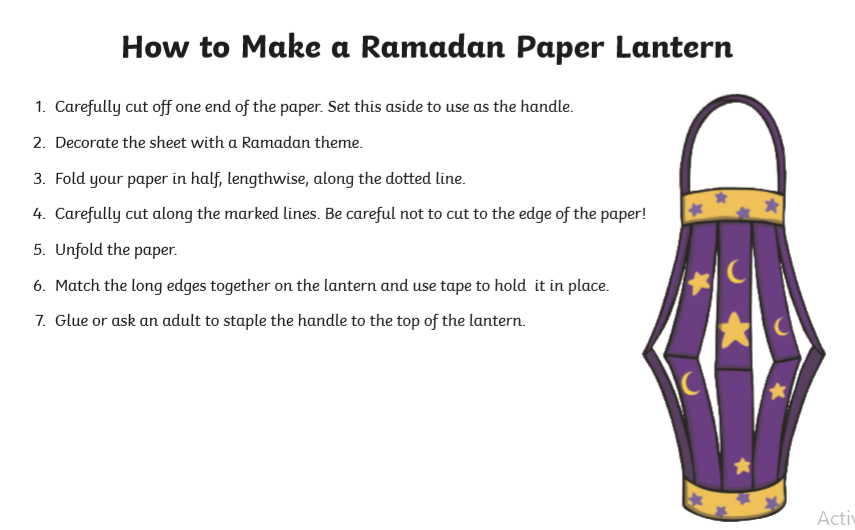 How to Make a Ramadan Paper Lantern
1. Carefully cut off one end of the paper. Set this aside to use as the handle.
2. Decorate the sheet with a Ramadan theme.
3. Fold your paper in half, lengthwise, along the dotted line.
4. Carefully cut along the marked lines. Be careful not to cut to the edge of the paper!
5. Unfold the paper.
6. Match the long edges together on the lantern and use tape to hold  it in place.
7. Glue or ask an adult to staple the handle to the top of the lantern.